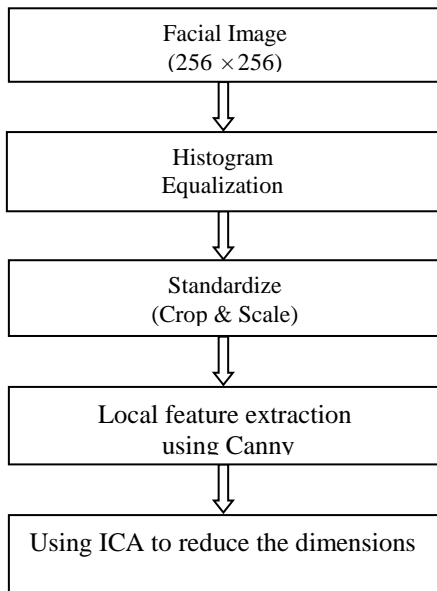 Facial Image
(256 ×256)
Histogram
Equalization
Standardize
(Crop & Scale)
Local feature extraction
using Canny
Using ICA to reduce the dimensions